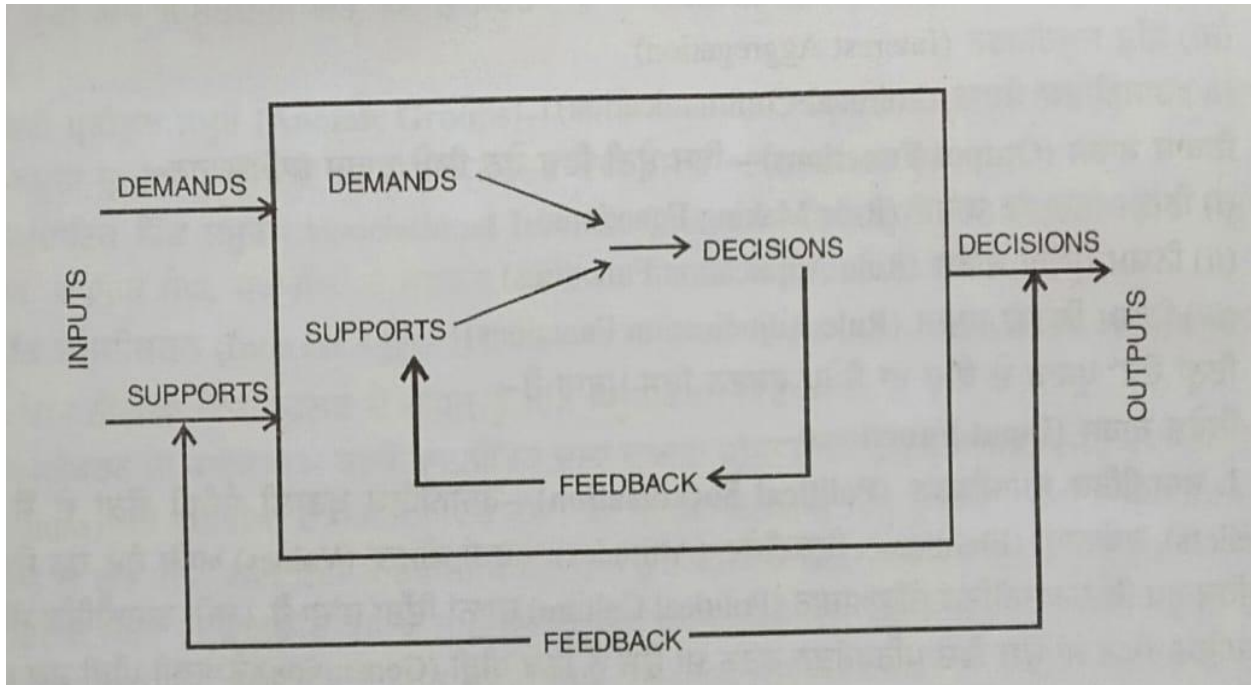 DEMANDS
DEMANDS
DECISIONS
DECISIONS
INPUTS
SUPPORTS
SUPPORTS
OUTPUTS
FEEDBACK
FEEDBACK